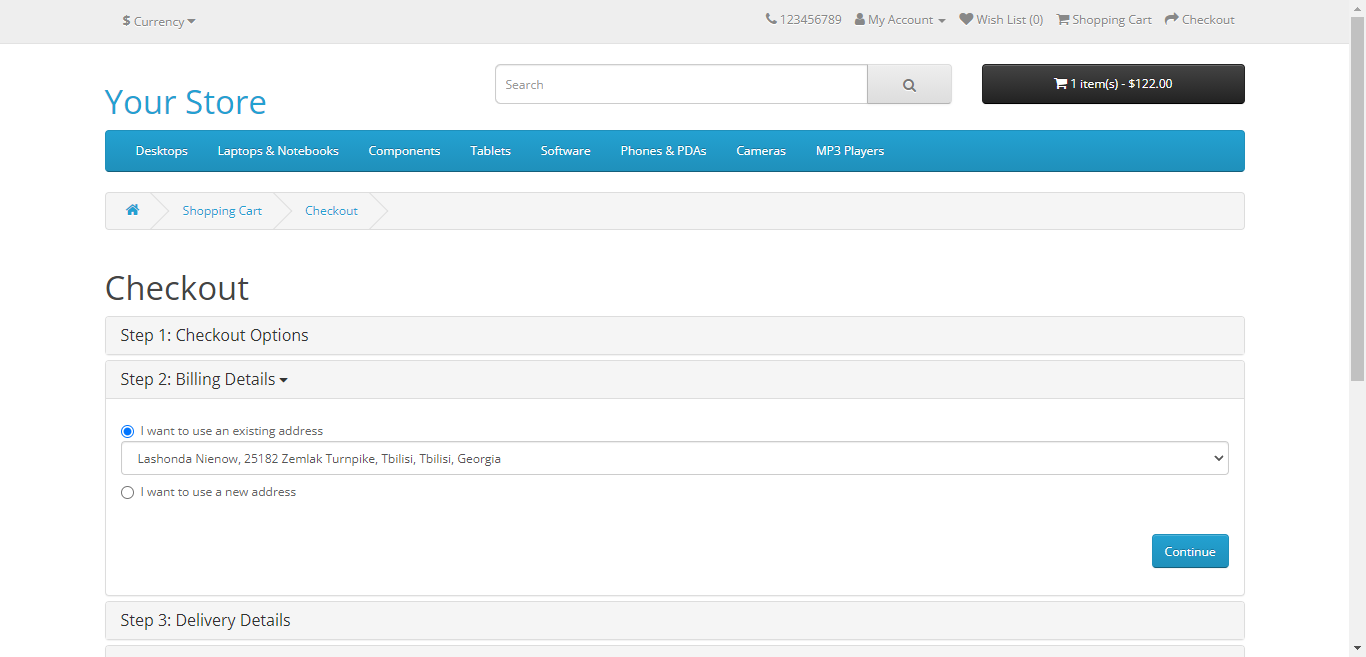 $ Currency
123456789 My Account Wish List (0) Shopping Cart Checkout
Your Store
Search
1 item(s) - $122.00
Desktops Laptops & Notebooks Components Tablets Software Phones & PDAs Cameras MP3 Players
Shopping Cart Checkout
Checkout
Step 1: Checkout Options
Step 2: Billing Details
I want to use an existing address
Lashonda Nienow, 25182 Zemlak Turnpike, Tbilisi, Tbilisi, Georgia
I want to use a new address
Continue
Step 3: Delivery Details